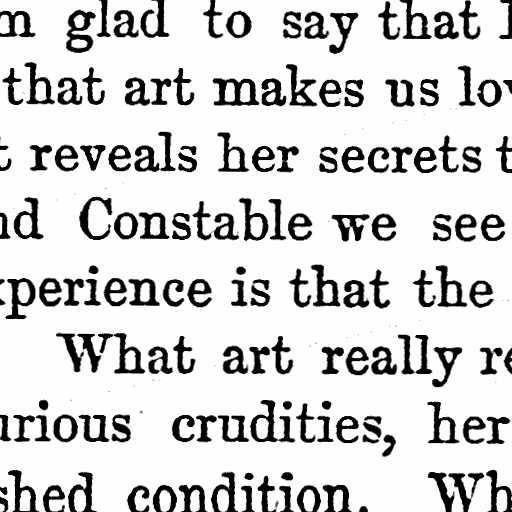 m glad to say that I
that art makes us lov
t reveals her secrets t
nd Constable we see
xperience is that the
What art really re
urious crudities, her
shed condition. Wh